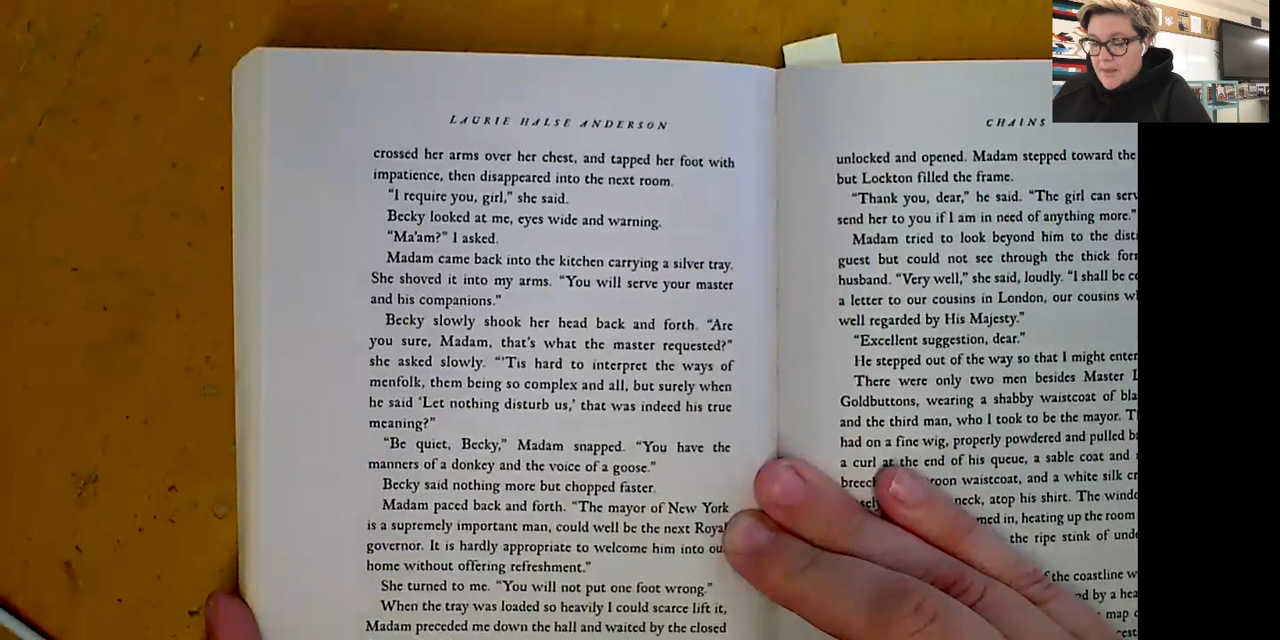 LAURIE HALSE ANDERSON
crossed her arms over her chest, and tapped her foot with
impatience, then disappeared into the next room.
“I require you, girl,” she said.
Becky looked at me, eyes wide and warning.
“Ma’am?” I asked.
Madam came back into the kitchen carrying a silver tray.
She shoved it into my arms. “You will serve your master
and his companions.”
Becky slowly shook her head back and forth. “Are
you sure, Madam, that’s what the master requested?”
she asked slowly. “’Tis hard to interpret the ways of
menfolk, them being so complex and all, but surely when
he said ‘Let nothing disturb us,’ that was indeed his true
meaning?”
“Be quiet, Becky,” Madam snapped. “You have the
manners of a donkey and the voice of a goose.”
Becky said nothing more but chopped faster.
Madam paced back and forth. “The mayor of New York
is a supremely important man, could well be the next Royal
governor. It is hardly appropriate to welcome him into our
home without offering refreshment.”
She turned to me. “You will not put one foot wrong.”
When the tray was loaded so heavily I could scarce lift it,
Madam preceded me down the hall and waited by the closed
CHAINS
unlocked and opened. Madam stepped toward the
but Lockton filled the frame.
“Thank you, dear,” he said. “The girl can
send her to you if I am in need of anything more.”
Madam tried to look beyond him to the
guest but could not see through the thick
husband. “Very well,” she said, loudly. “I shall be
a letter to our cousins in London, our cousins
well regarded by His Majesty.”
“Excellent suggestion, dear.”
He stepped out of the way so that I might enter
There were only two men besides Master
Goldbuttons, wearing a shabby waistcoat of
and the third man, who I took to be the mayor.
had on a fine wig, properly powdered and pulled
a curl at the end of his queue, a sable coat and
waistcoat, and a white silk
neck, atop his shirt. The
in, heating up the room
the ripe stink of
the coastline
by a
map